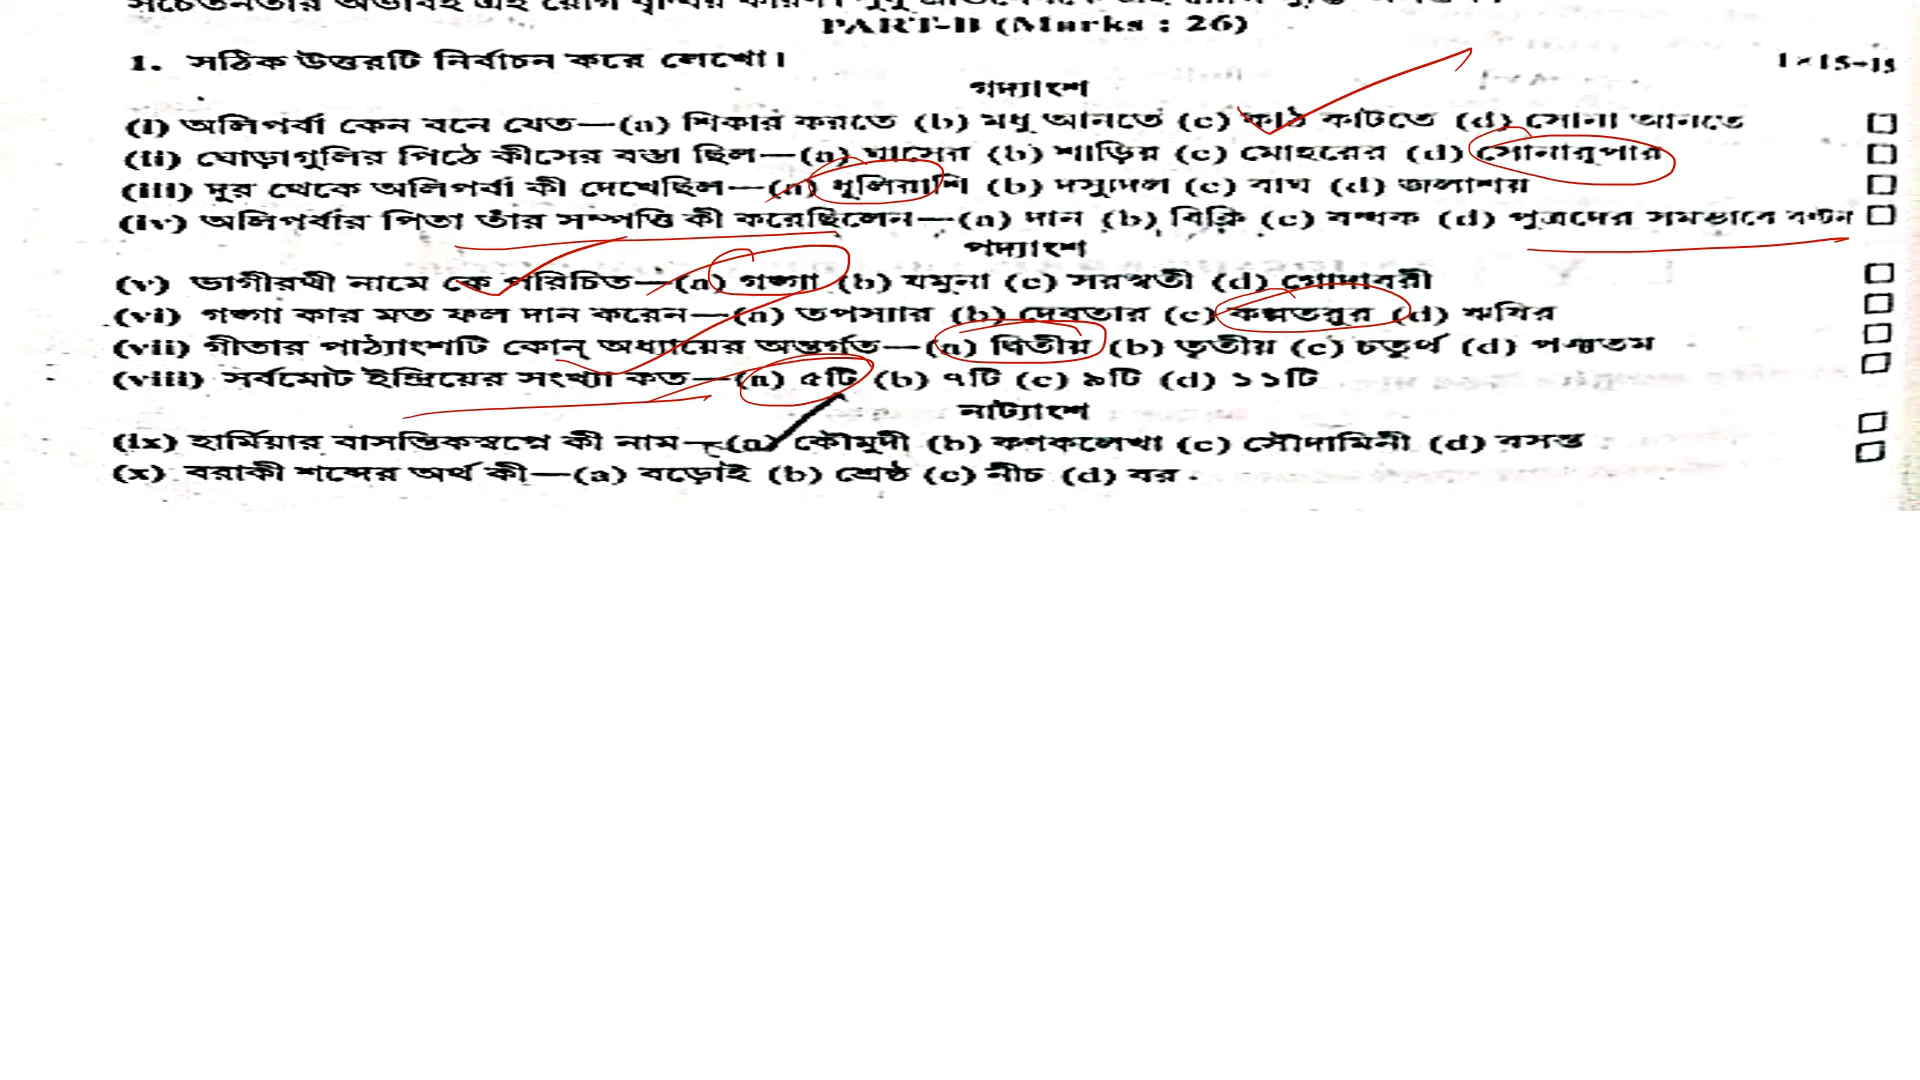 PART-B (Marks : 26)
1. সঠিক উত্তরটি নির্বাচন করে লেখো। 1×15=15
গদ্যাংশ
(i) অলিপর্বা কেন বনে যেত—(a) শিকার করতে (b) মধু আনতে (c) কাঠ কাটতে (d) সোনা আনতে
(ii) ঘোড়াগুলির পিঠে কীসের বস্তা ছিল—(a) ঘাসের (b) শাড়ির (c) মোহরের (d) সোনারুপার
(iii) দূর থেকে অলিপর্বা কী দেখেছিল—(a) ধূলিরাশি (b) দস্যুদল (c) বাঘ (d) জলাশয়
(iv) অলিপর্বার পিতা তাঁর সম্পত্তি কী করেছিলেন—(a) দান (b) বিক্রি (c) বন্ধক (d) পুত্রদের সমভাবে বণ্টন
পদ্যাংশ
(v) ভাগীরথী নামে কে পরিচিত—(a) গঙ্গা (b) যমুনা (c) সরস্বতী (d) গোদাবরী
(vi) গঙ্গা কার মত ফল দান করেন—(a) তপস্যার (b) দেবতার (c) কল্পতরুর (d) ঋষির
(vii) গীতার পাঠ্যাংশটি কোন্ অধ্যায়ের অন্তর্গত—(a) দ্বিতীয় (b) তৃতীয় (c) চতুর্থ (d) পঞ্চতম
(viii) সর্বমোট ইন্দ্রিয়ের সংখ্যা কত—(a) ৫টি (b) ৭টি (c) ৯টি (d) ১১টি
নাট্যাংশ
(ix) হার্মিয়ার বাসন্তিকস্বপ্নে কী নাম—(a) কৌমুদী (b) কণকলেখা (c) সৌদামিনী (d) বসন্ত
(x) বরাকী শব্দের অর্থ কী—(a) বড়োই (b) শ্রেষ্ঠ (c) নীচ (d) বর .